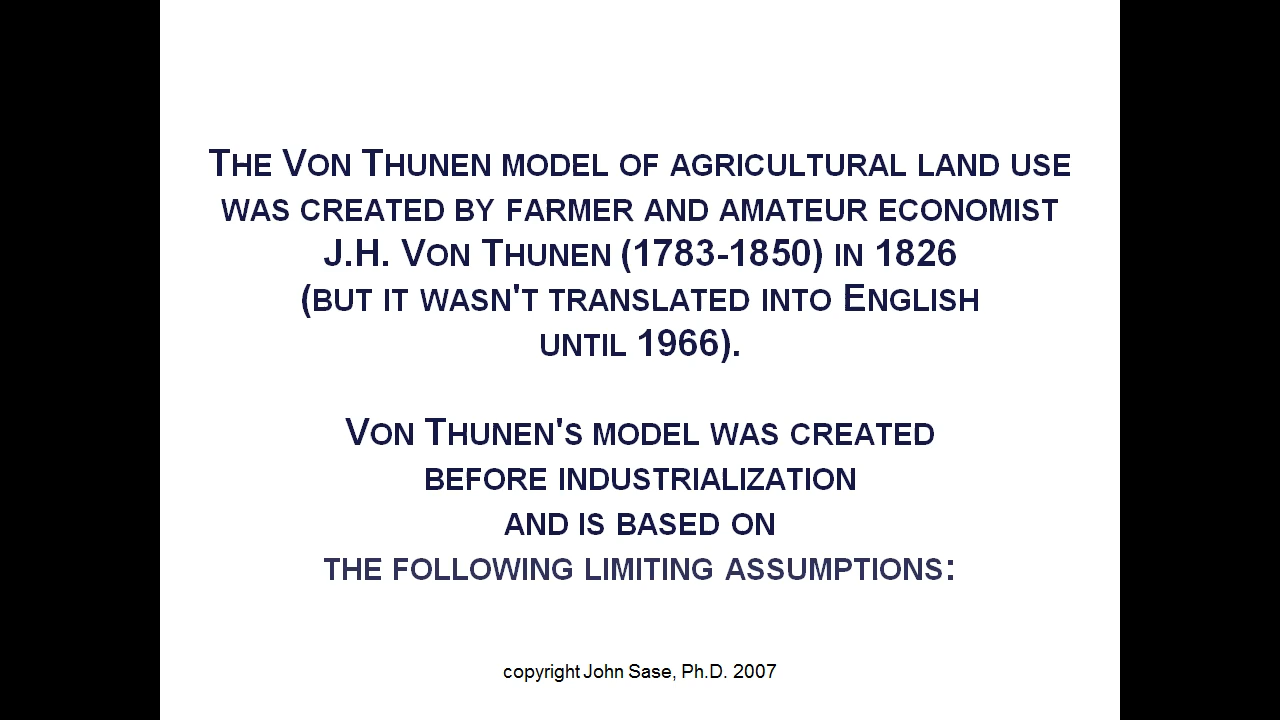 The Von Thunen model of agricultural land use
was created by farmer and amateur economist
J.H. Von Thunen (1783-1850) in 1826
(but it wasn't translated into English
until 1966).
Von Thunen's model was created
before industrialization
and is based on
the following limiting assumptions:
copyright John Sase, Ph.D. 2007